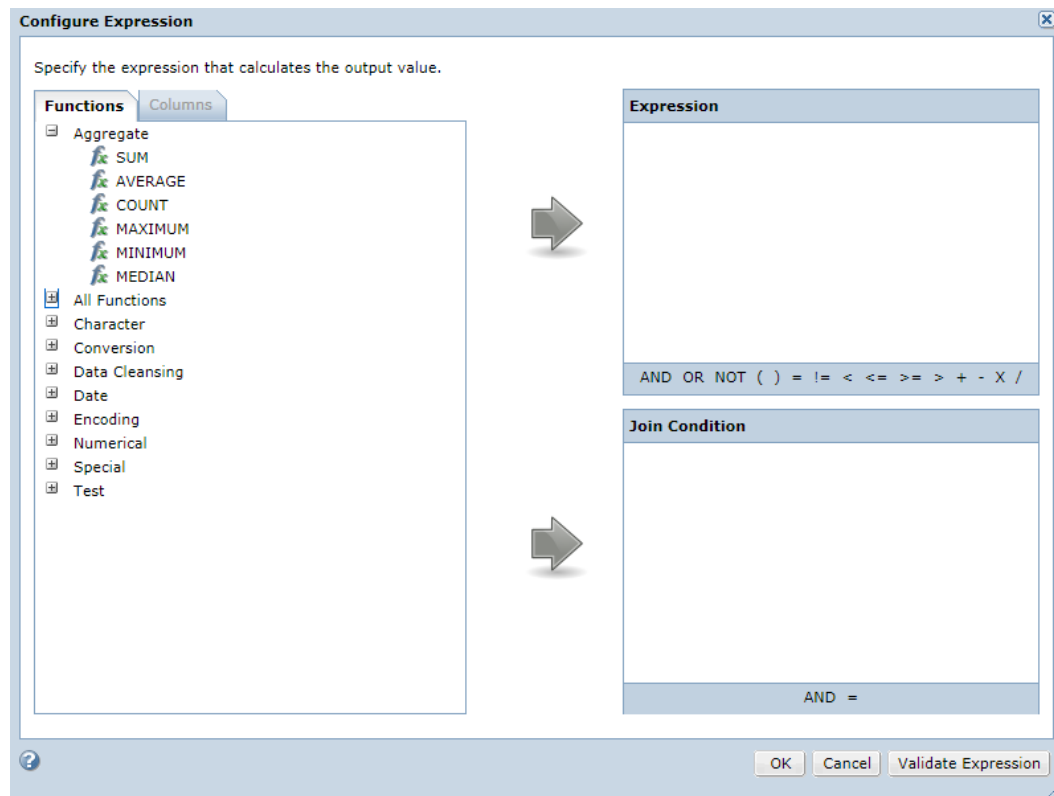 Configure Expression
Specify the expression that calculates the output value.
Functions Columns
Aggregate
SUM
AVERAGE
COUNT
MAXIMUM
MINIMUM
MEDIAN
All Functions
Character
Conversion
Data Cleansing
Date
Encoding
Numerical
Special
Test
Expression
AND OR NOT ( ) = != < <= >= > + - X /
Join Condition
AND =
OK Cancel Validate Expression